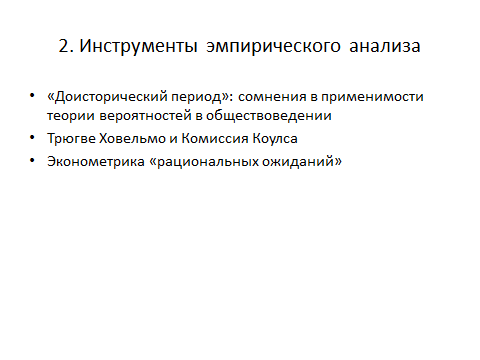 2. Инструменты эмпирического анализа
• «Доисторический период»: сомнения в применимости
теории вероятностей в обществоведении
• Трюгве Ховельмо и Комиссия Коулса
• Эконометрика «рациональных ожиданий»